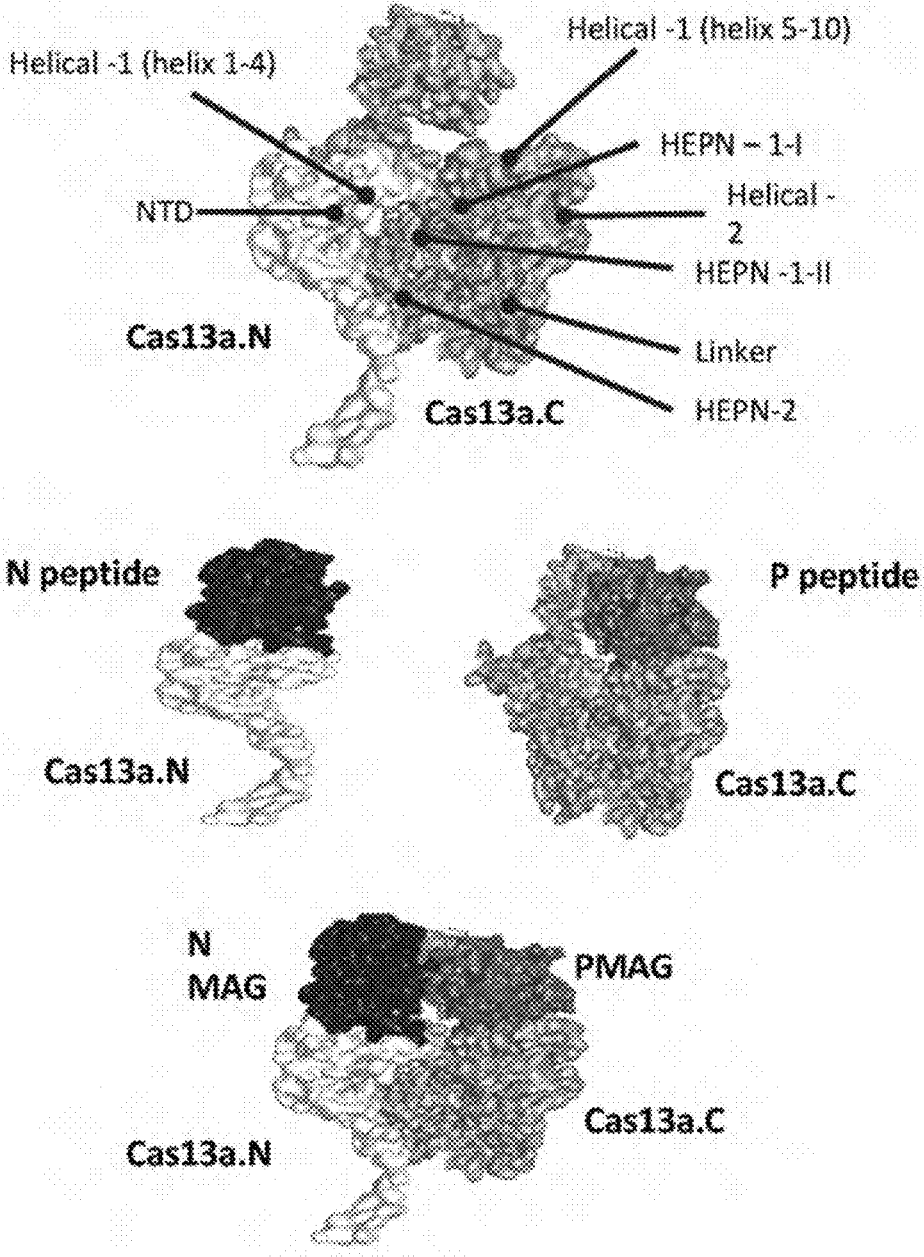 Helical -1 (helix 5-10)
Helical -1 (helix 1-4)
HEPN – 1-I
NTD
Helical -
2
HEPN -1-II
Cas13a.N
Linker
Cas13a.C
HEPN-2
N peptide
P peptide
Cas13a.N
Cas13a.C
N
MAG
PMAG
Cas13a.C
Cas13a.N